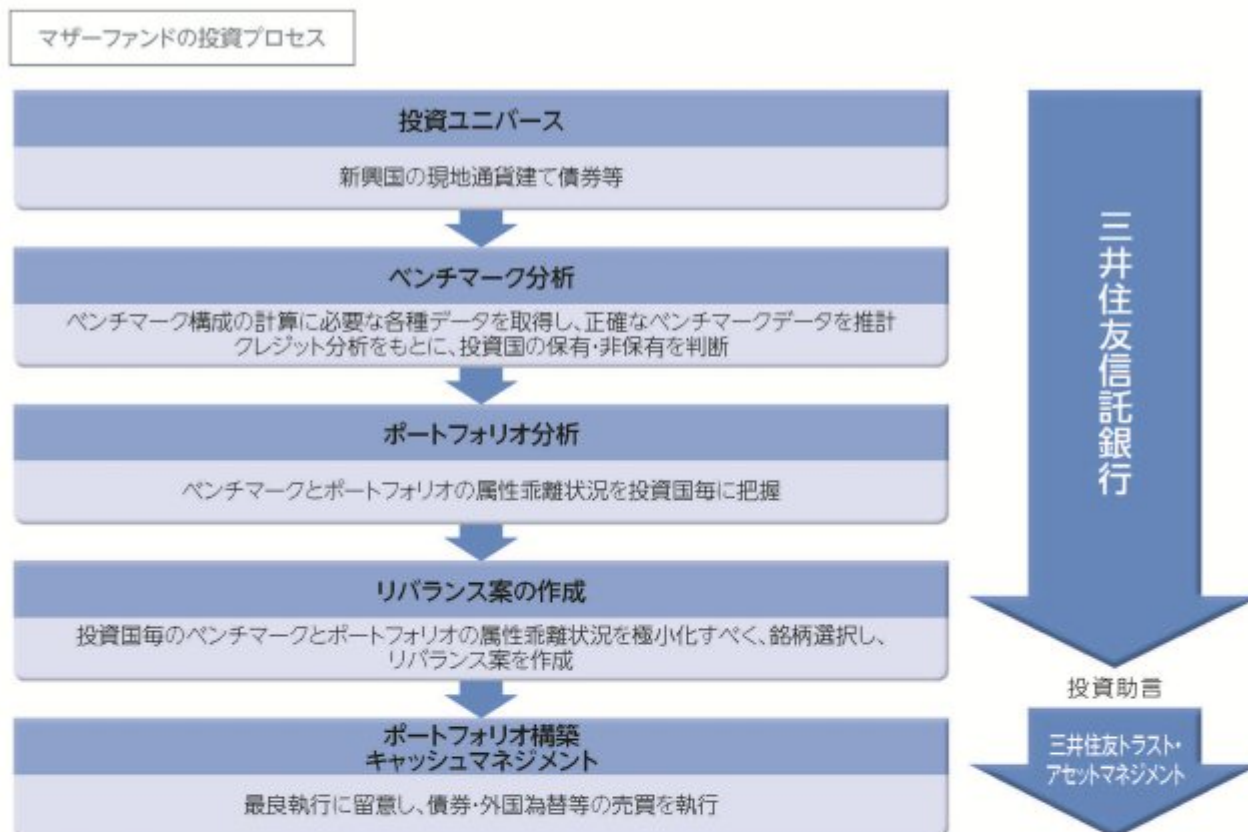 マザーファンドの投資プロセス
投資ユニバース
新興国の現地通貨建て債券等
ベンチマーク分析
ベンチマーク構成の計算に必要な各種データを取得し、正確なベンチマークデータを推計
クレジット分析をもとに、投資国の保有・非保有を判断
ポートフォリオ分析
ベンチマークとポートフォリオの属性乖離状況を投資国毎に把握
リバランス案の作成
投資国毎のベンチマークとポートフォリオの属性乖離状況を極小化すべく、銘柄選択し、
リバランス案を作成
ポートフォリオ構築
キャッシュマネジメント
最良執行に留意し、債券・外国為替等の売買を執行
三井住友信託銀行
投資助言
三井住友トラスト・
アセットマネジメント